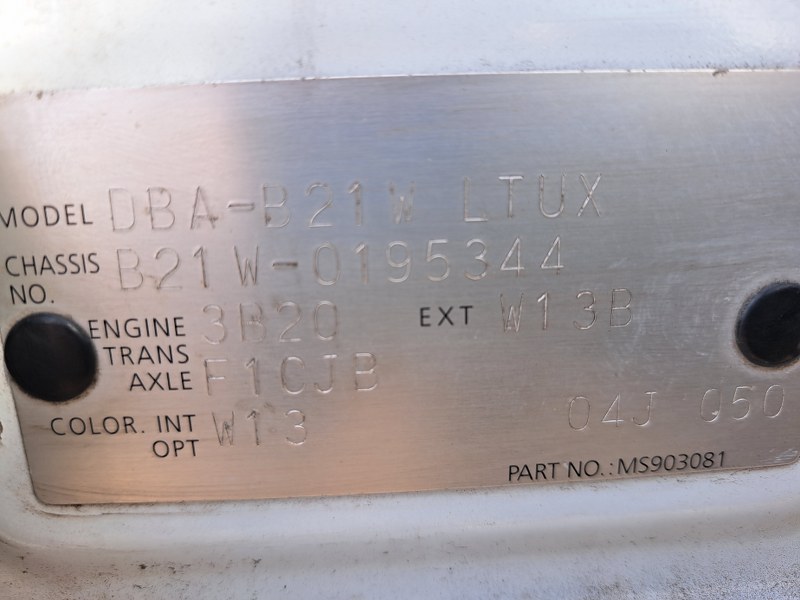 MODEL DBA-B21W LTUX
CHASSIS NO. B21W-0195344
ENGINE 3B20 EXT W13B
TRANS AXLE F1CJB
COLOR. INT OPT W13 04J Q50
PART NO.: MS903081